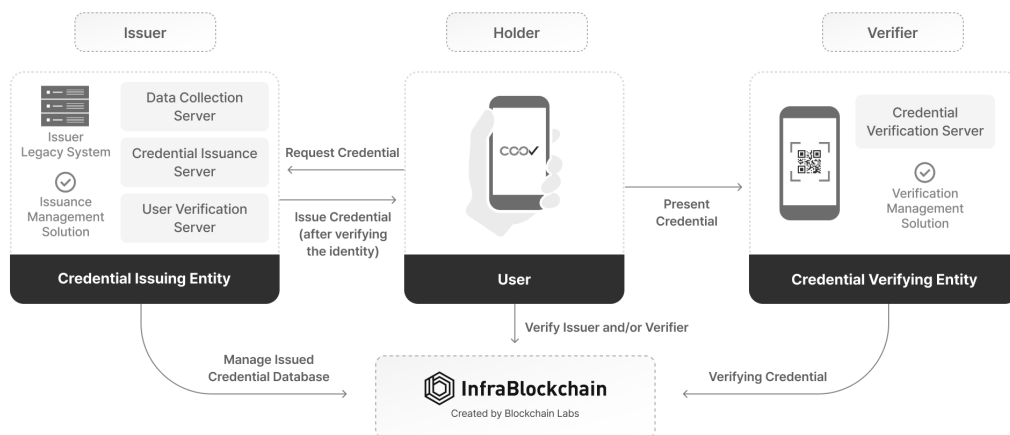 Issuer
Holder
Verifier
Issuer
Legacy System
Issuance
Management
Solution
Data Collection
Server
Credential Issuance
Server
User Verification
Server
Credential Issuing Entity
Request Credential
Issue Credential
(after verifying
the identity)
COOV
User
Present
Credential
Credential
Verification Server
Verification
Management
Solution
Credential Verifying Entity
Manage Issued
Credential Database
Verify Issuer and/or Verifier
Verifying Credential
InfraBlockchain
Created by Blockchain Labs